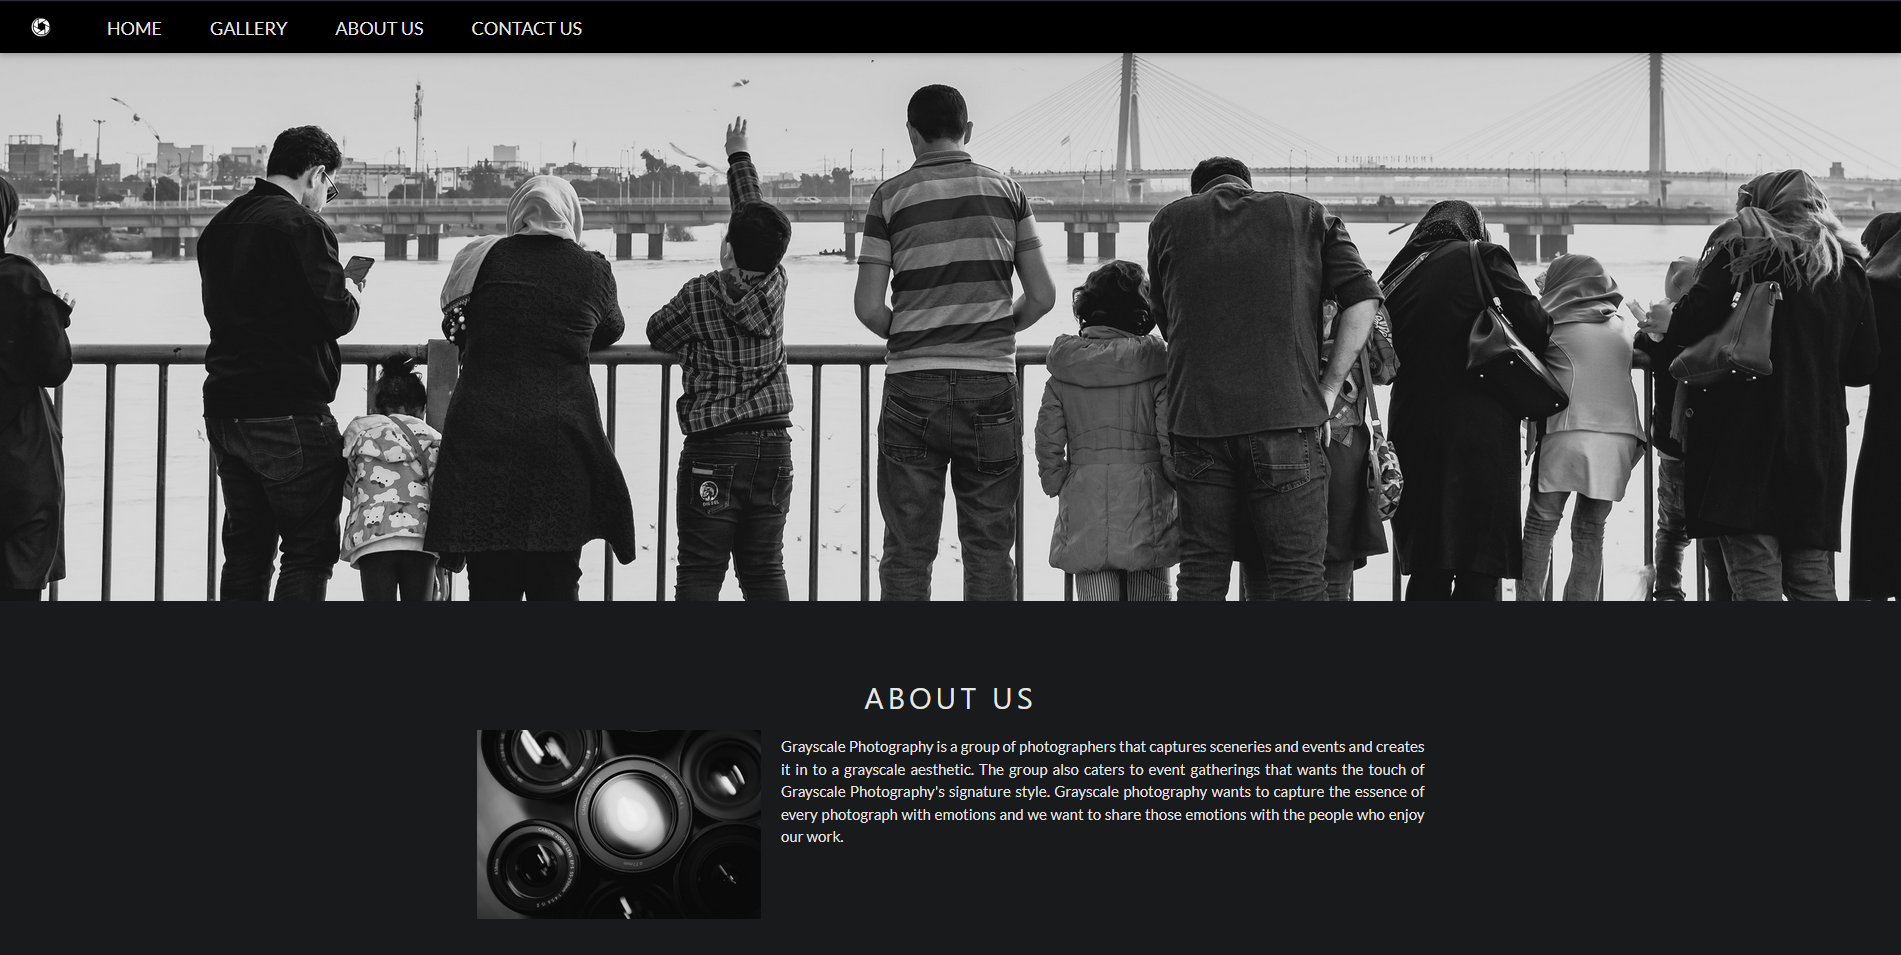 HOME GALLERY ABOUT US CONTACT US
DIESEL
ABOUT US
Grayscale Photography is a group of photographers that captures sceneries and events and creates
it in to a grayscale aesthetic. The group also caters to event gatherings that wants the touch of
Grayscale Photography's signature style. Grayscale photography wants to capture the essence of
every photograph with emotions and we want to share those emotions with the people who enjoy
our work.